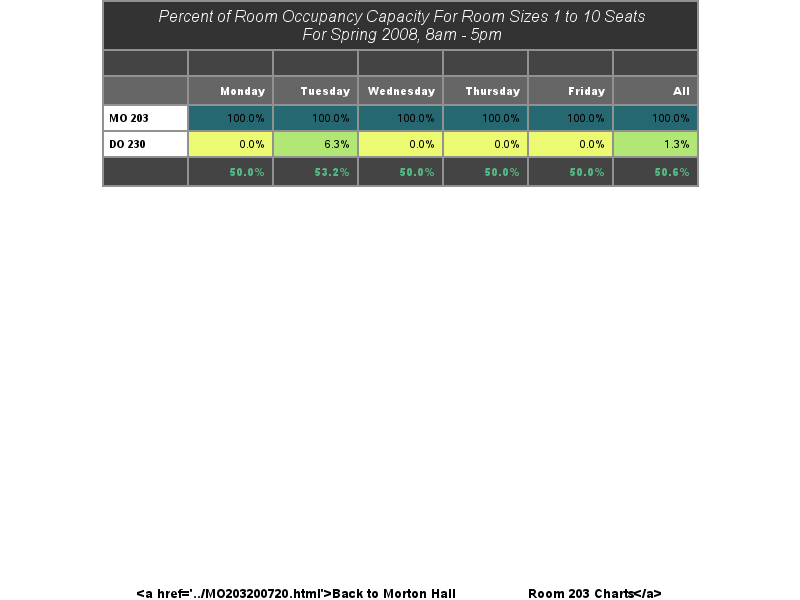 Percent of Room Occupancy Capacity For Room Sizes 1 to 10 Seats
For Spring 2008, 8am - 5pm
Monday Tuesday Wednesday Thursday Friday All
MO 203 100.0% 100.0% 100.0% 100.0% 100.0% 100.0%
DO 230 0.0% 6.3% 0.0% 0.0% 0.0% 1.3%
50.0% 53.2% 50.0% 50.0% 50.0% 50.6%
<a href='../MO203200720.html'>Back to Morton Hall Room 203 Charts</a>